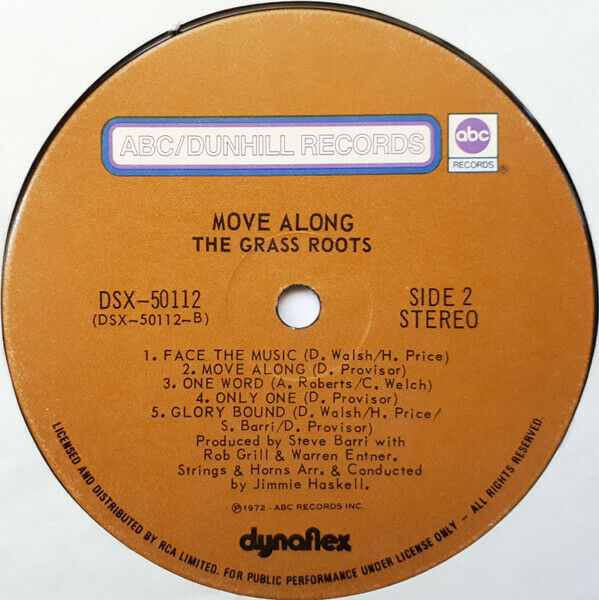 ABC/DUNHILL RECORDS
abc
RECORDS
®
MOVE ALONG
THE GRASS ROOTS
DSX-50112
(DSX-50112-B)
SIDE 2
STEREO
1. FACE THE MUSIC (D. Walsh/H. Price)
2. MOVE ALONG (D. Provisor)
3. ONE WORD (A. Roberts/C. Welch)
4. ONLY ONE (D. Provisor)
5. GLORY BOUND (D. Walsh/H. Price/
S. Barri/D. Provisor)
Produced by Steve Barri with
Rob Grill & Warren Entner.
Strings & Horns Arr. & Conducted
by Jimmie Haskell.
℗1972 - ABC RECORDS INC.
dynaflex
LICENSED AND DISTRIBUTED BY RCA LIMITED. FOR PUBLIC PERFORMANCE UNDER LICENSE ONLY — ALL RIGHTS RESERVED.